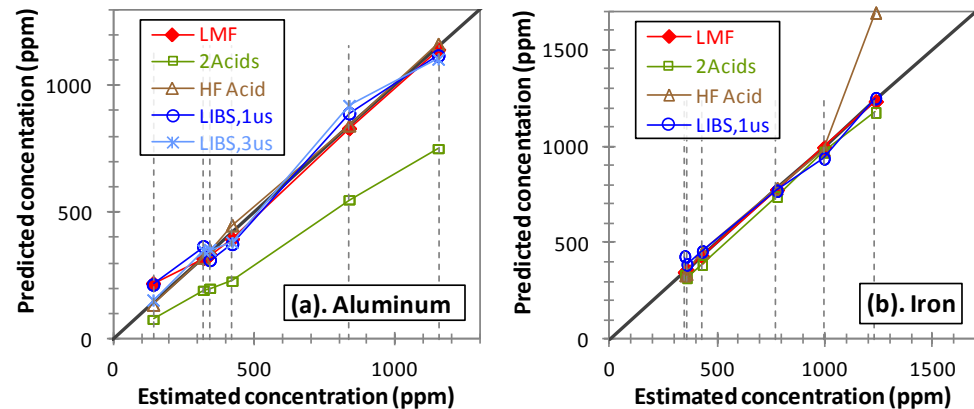 Predicted concentration (ppm)
1000
500
0
LMF
2Acids
HF Acid
LIBS,1us
LIBS,3us
(a). Aluminum
0
500
1000
Estimated concentration (ppm)
Predicted concentration (ppm)
1500
1000
500
0
LMF
2Acids
HF Acid
LIBS,1us
(b). Iron
0
500
1000
1500
Estimated concentration (ppm)